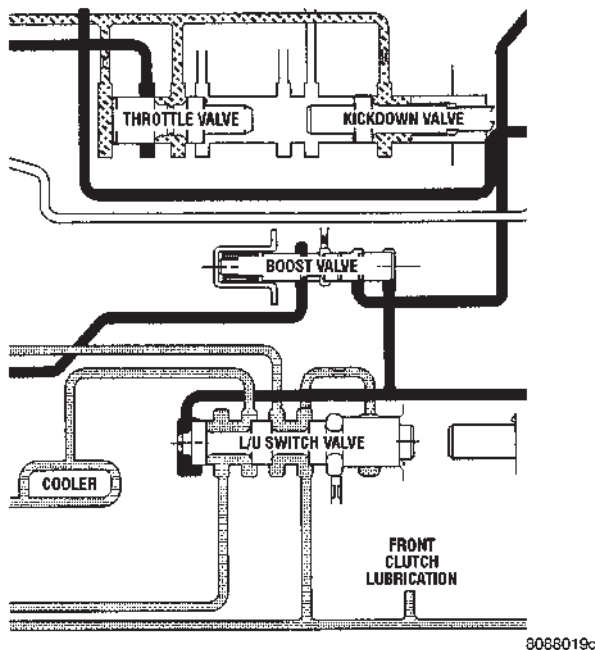 THROTTLE VALVE
KICKDOWN VALVE
BOOST VALVE
L/U SWITCH VALVE
COOLER
FRONT
CLUTCH
LUBRICATION
8088019c